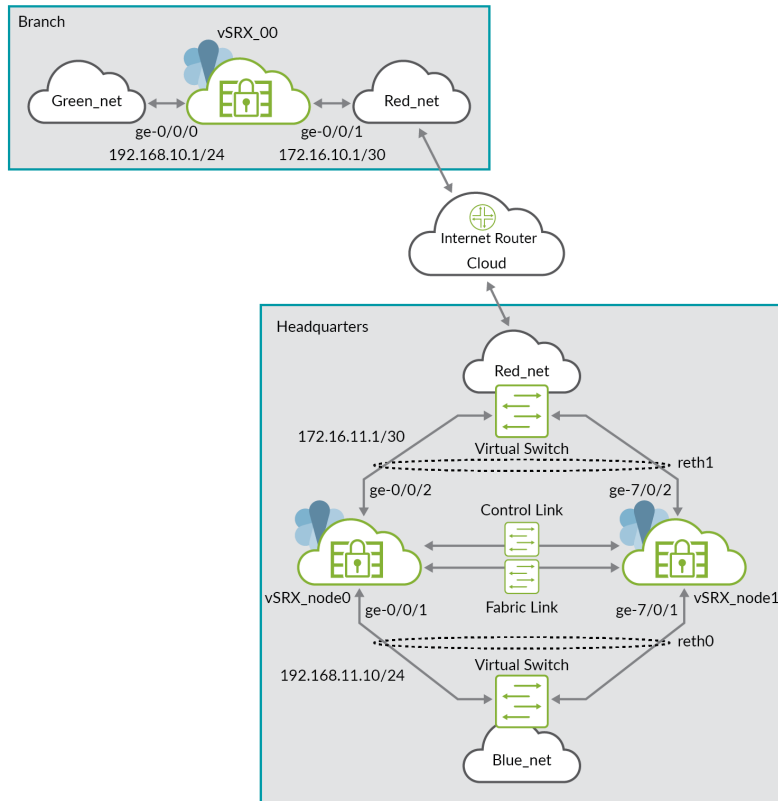 Branch
vSRX_00
Green_net
Red_net
ge-0/0/0
ge-0/0/1
192.168.10.1/24
172.16.10.1/30
Internet Router
Cloud
Headquarters
Red_net
172.16.11.1/30
Virtual Switch
reth1
ge-0/0/2
ge-7/0/2
Control Link
vSRX_node0
ge-0/0/1
Fabric Link
ge-7/0/1
vSRX_node1
reth0
Virtual Switch
192.168.11.10/24
Blue_net